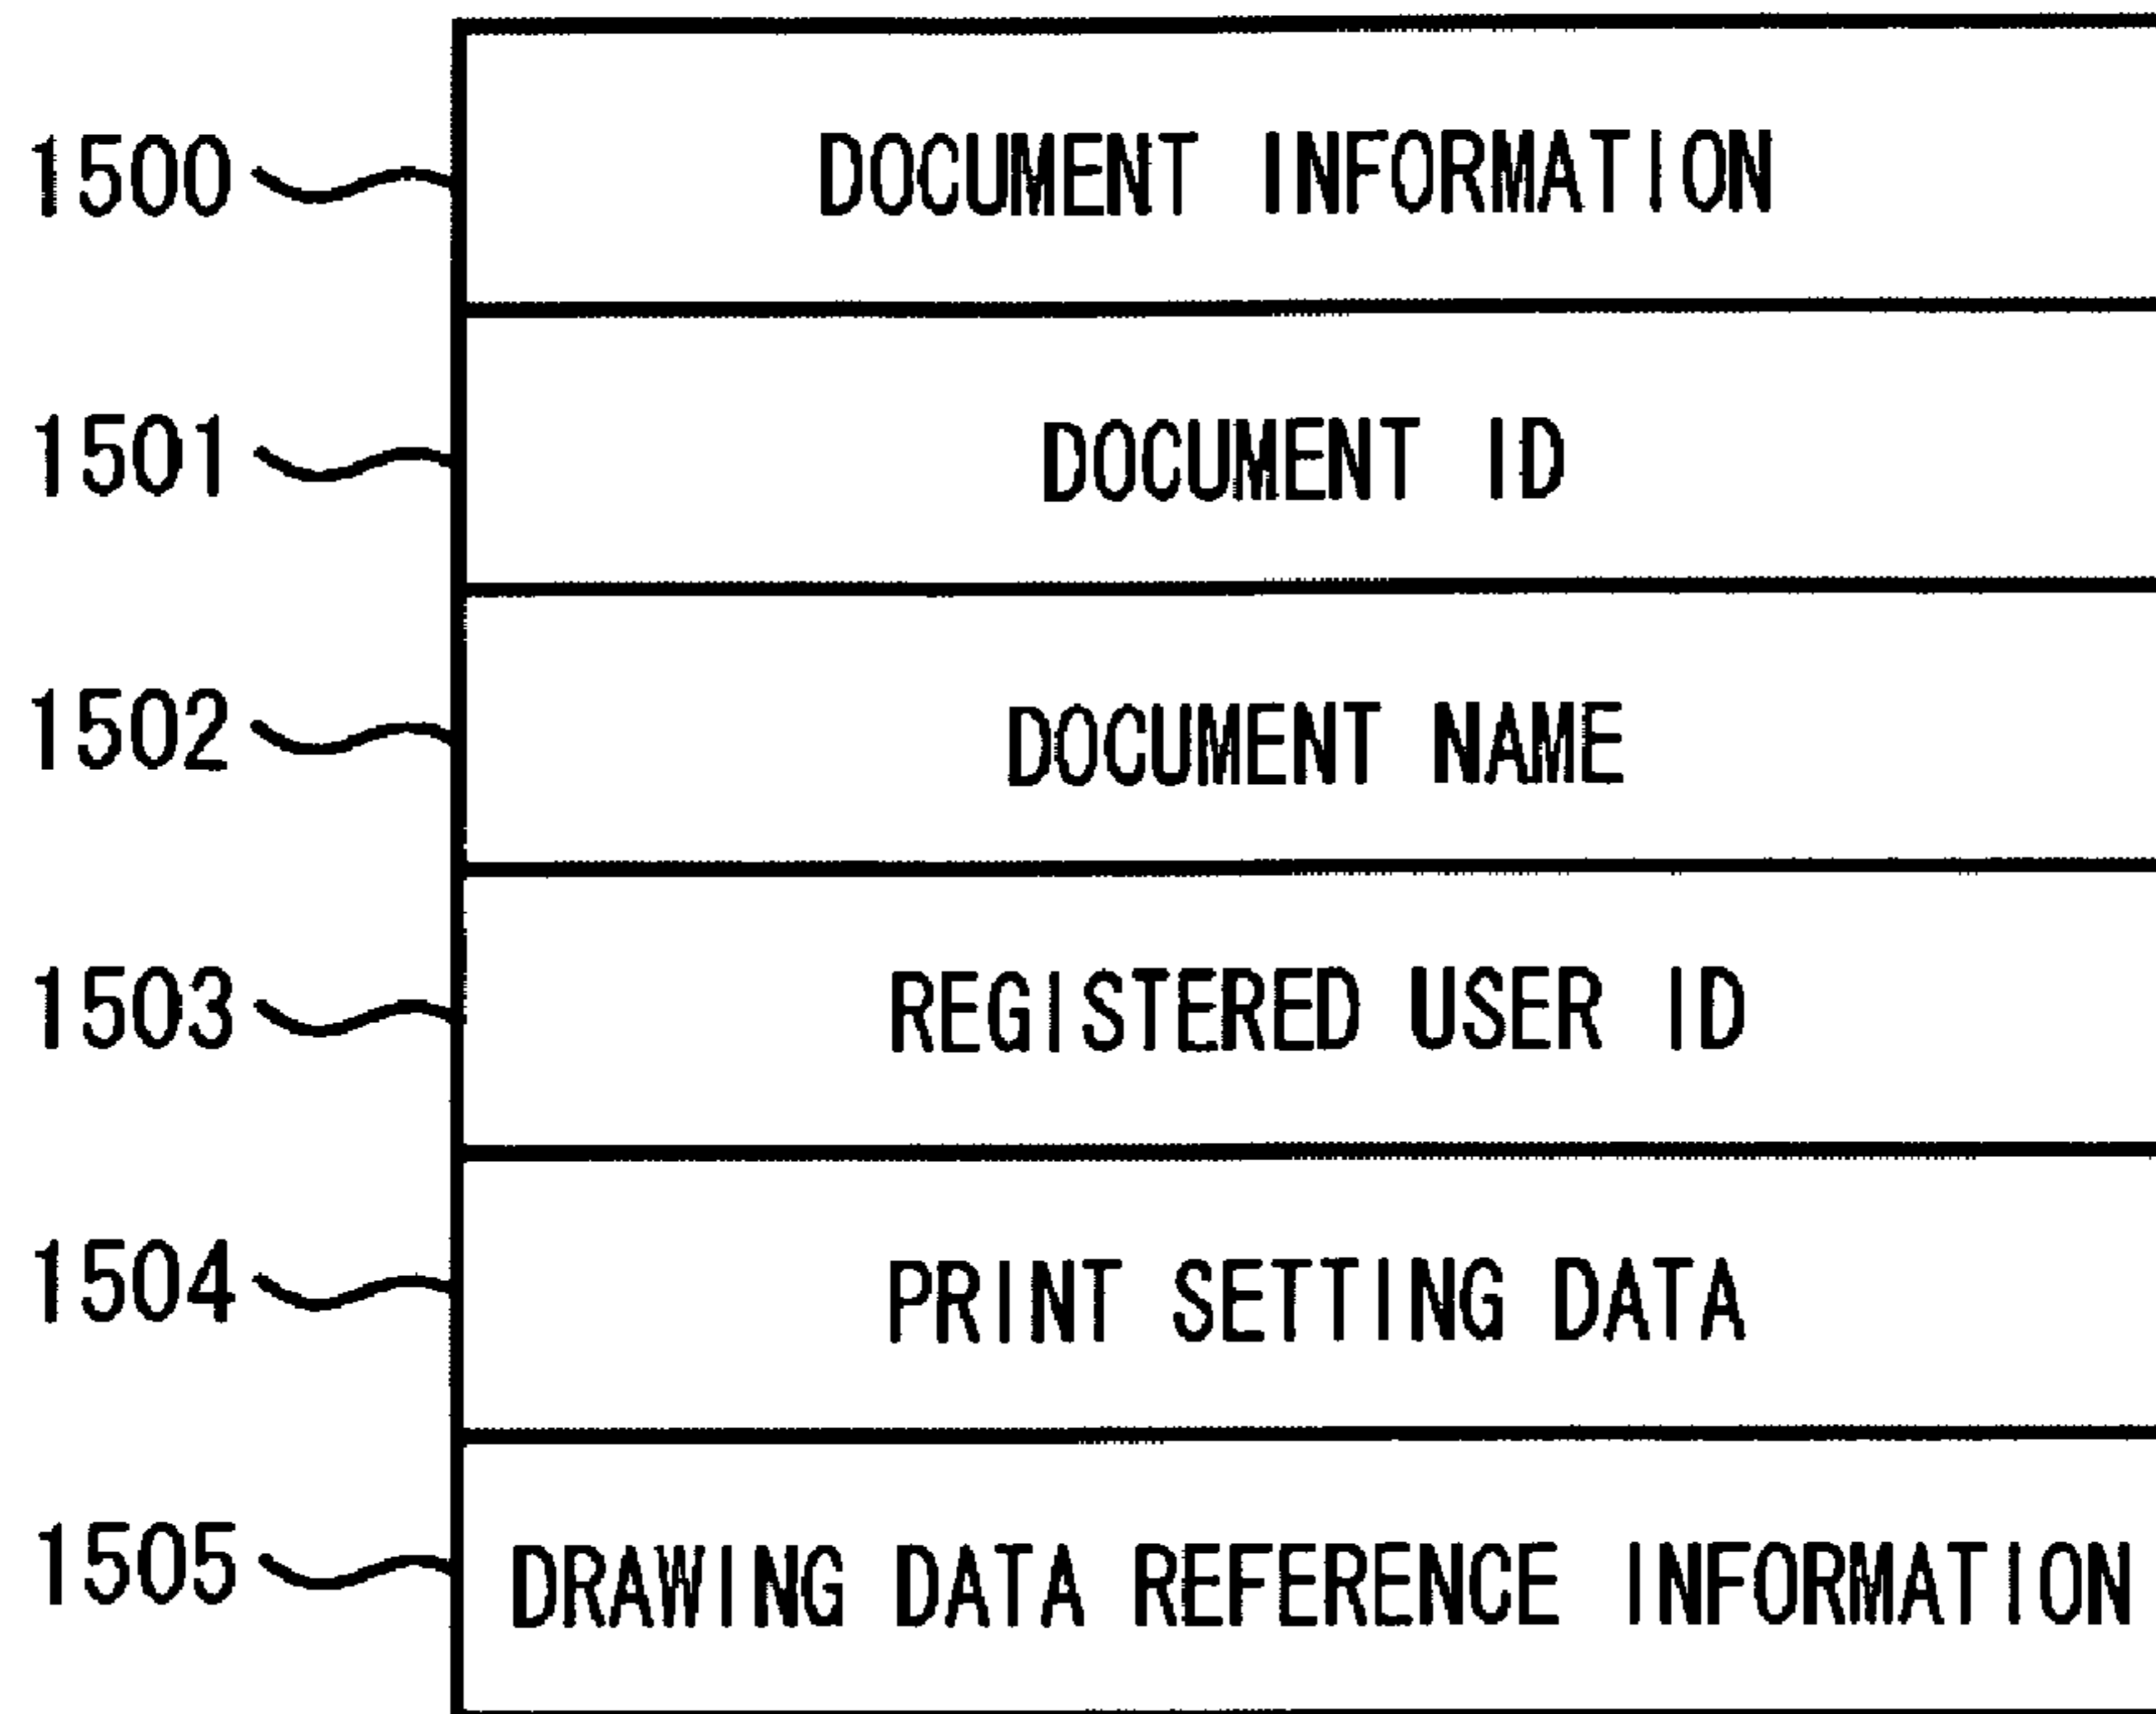 1500 DOCUMENT INFORMATION
1501 DOCUMENT ID
1502 DOCUMENT NAME
1503 REGISTERED USER ID
1504 PRINT SETTING DATA
1505 DRAWING DATA REFERENCE INFORMATION